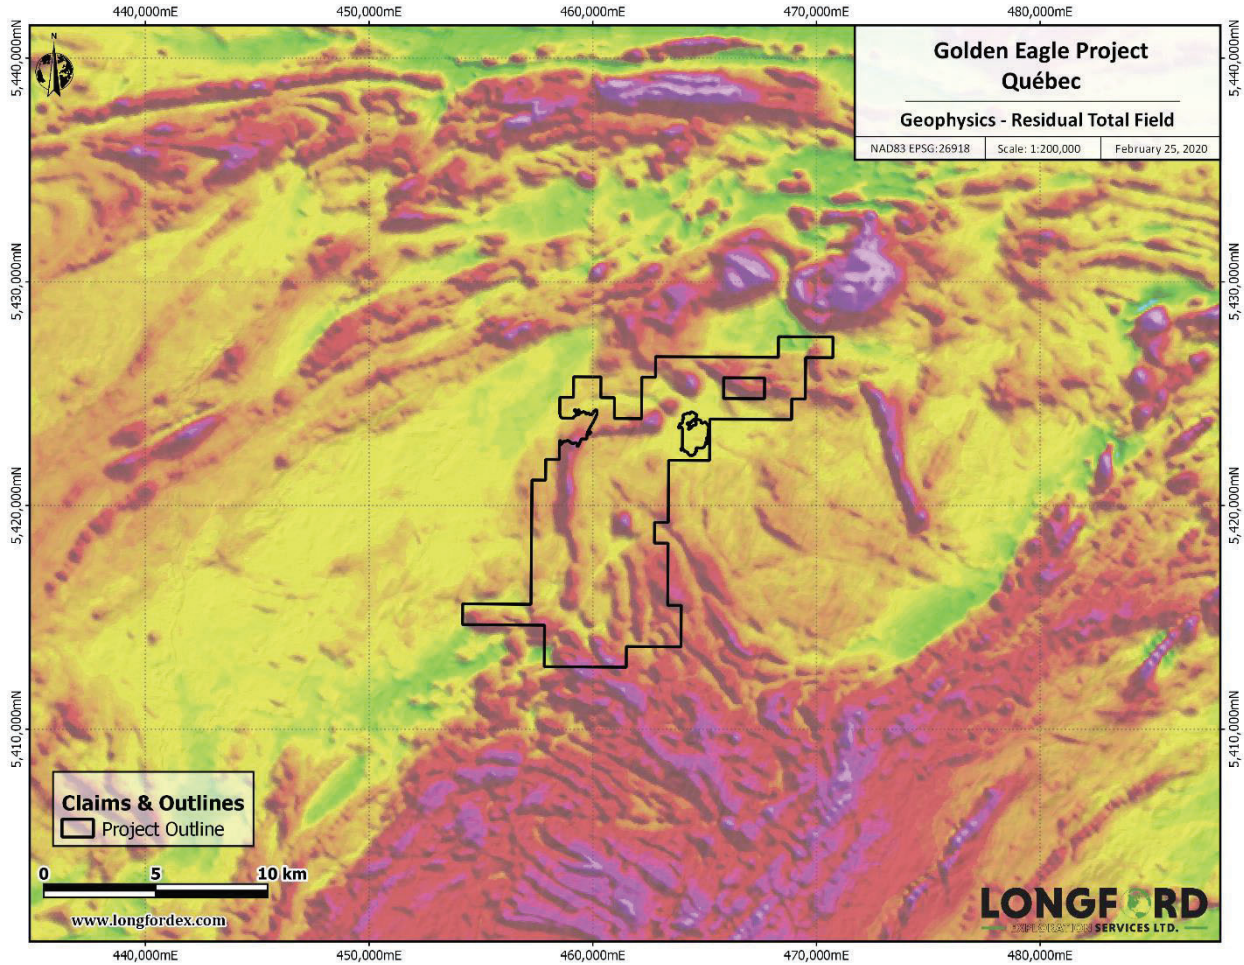 440,000mE 450,000mE 460,000mE 470,000mE 480,000mE
N
Golden Eagle Project
Québec
Geophysics - Residual Total Field
NAD83 EPSG:26918 Scale: 1:200,000 February 25, 2020
5,440,000mN 5,440,000mN
5,430,000mN 5,430,000mN
5,420,000mN 5,420,000mN
5,410,000mN 5,410,000mN
Claims & Outlines
Project Outline
0 5 10 km
www.longfordex.com
LONGFORD
EXPLORATION SERVICES LTD.
440,000mE 450,000mE 460,000mE 470,000mE 480,000mE